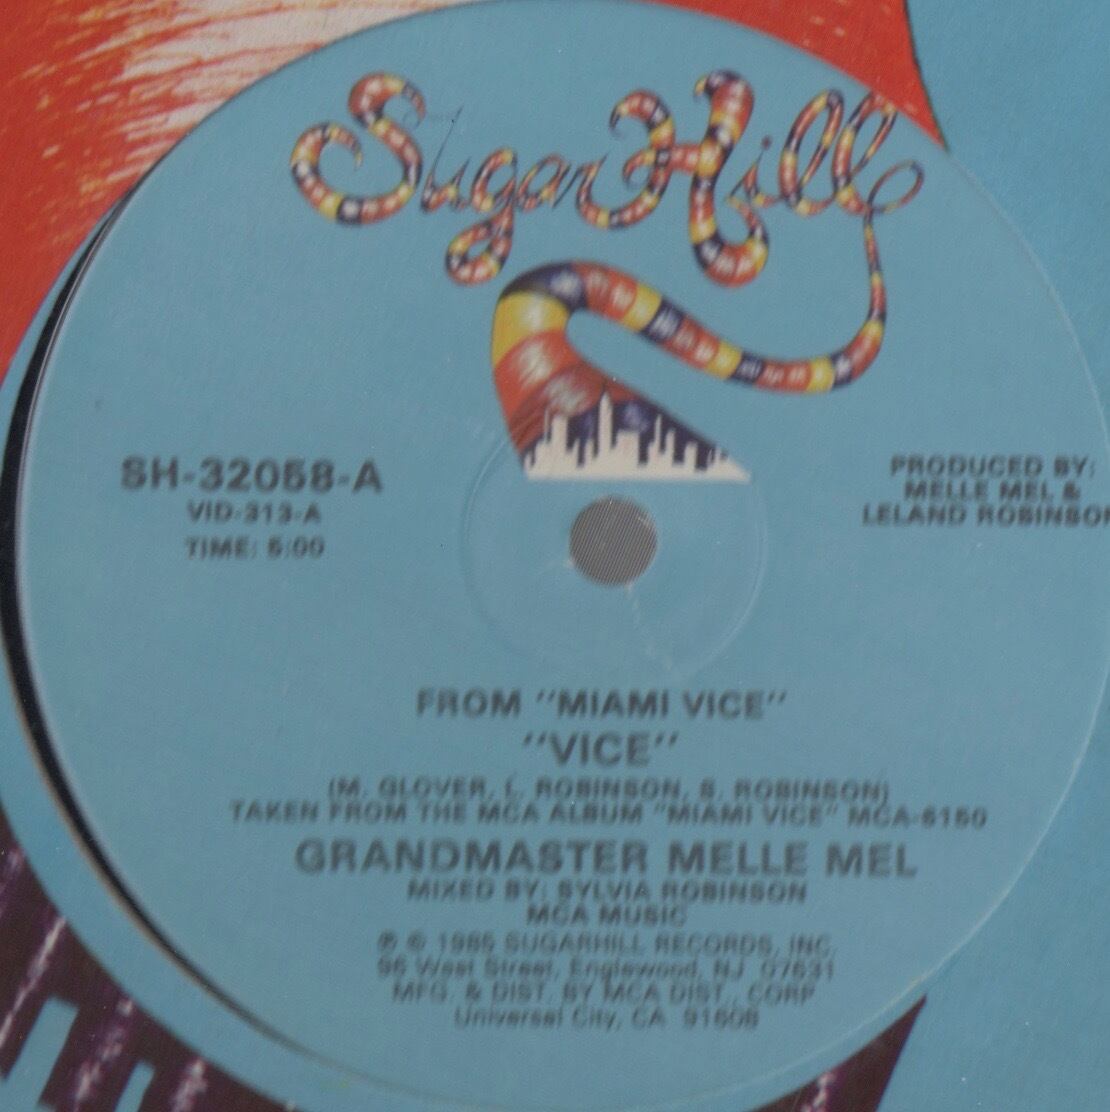 Sugar Hill
SH-32058-A
VID-313-A
TIME: 5:00
PRODUCED BY:
MELLE MEL &
LELAND ROBINSON
FROM "MIAMI VICE"
"VICE"
(M. GLOVER, L. ROBINSON, S. ROBINSON)
TAKEN FROM THE MCA ALBUM "MIAMI VICE" MCA-6150
GRANDMASTER MELLE MEL
MIXED BY: SYLVIA ROBINSON
MCA MUSIC
℗ © 1985 SUGARHILL RECORDS, INC.
96 West Street, Englewood, NJ 07631
MFG. & DIST. BY MCA DIST., CORP
Universal City, CA 91608